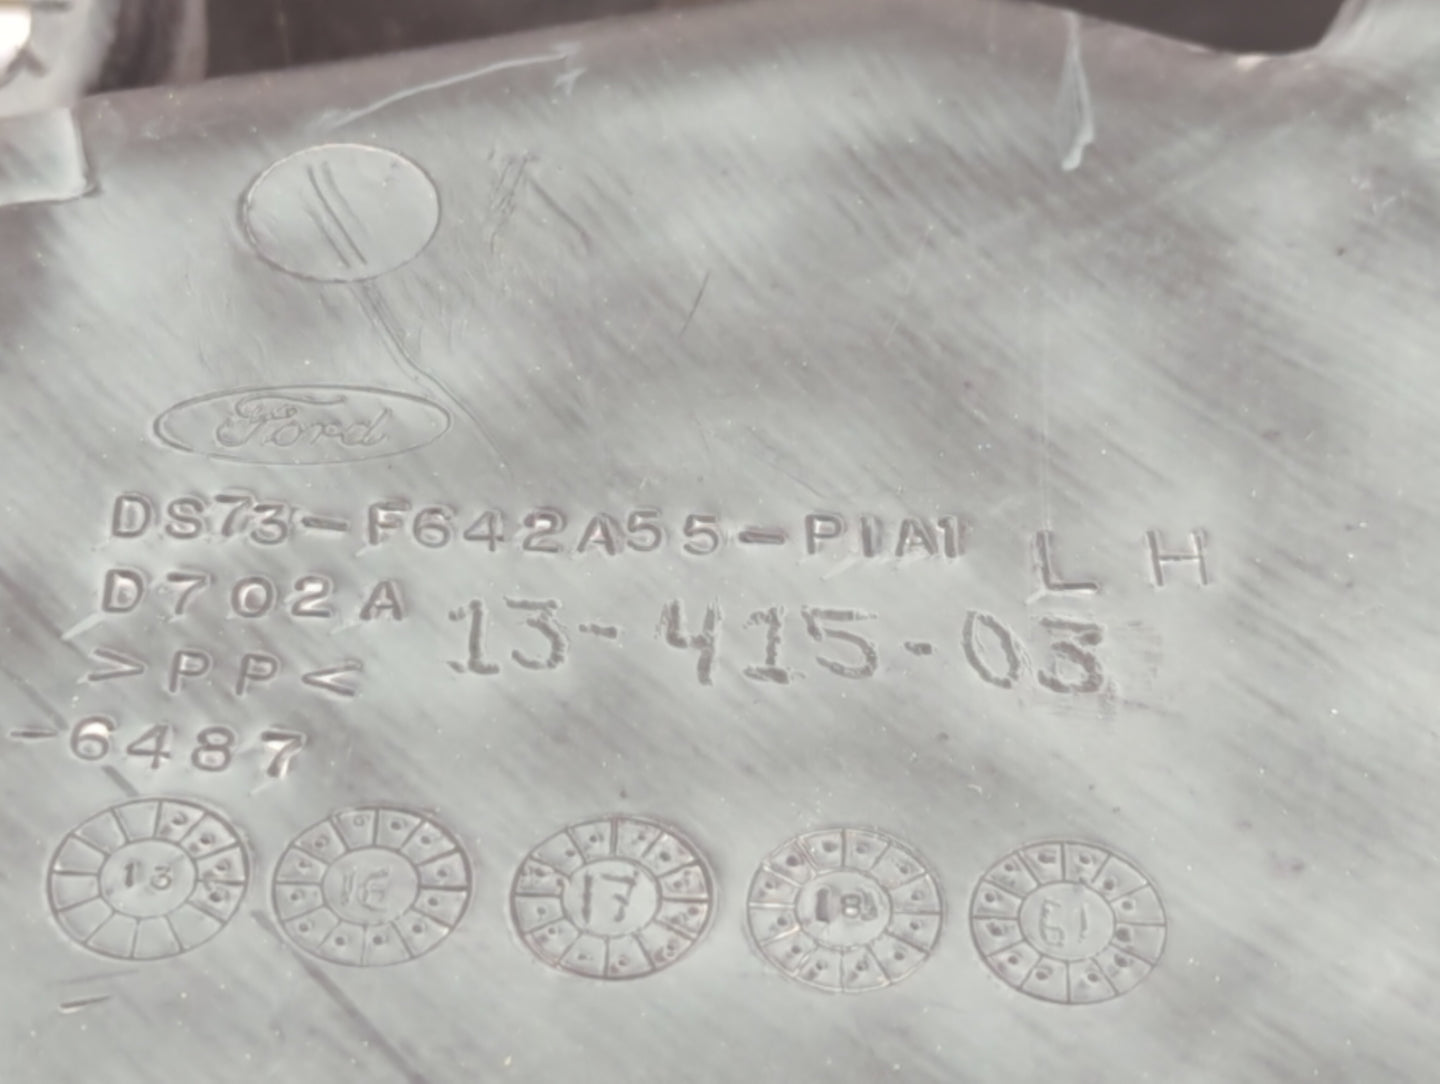 Ford
DS73-F642A55-P1A1 LH
D702A 13-415-03
>PP<
-6487
13 16 17 18 19